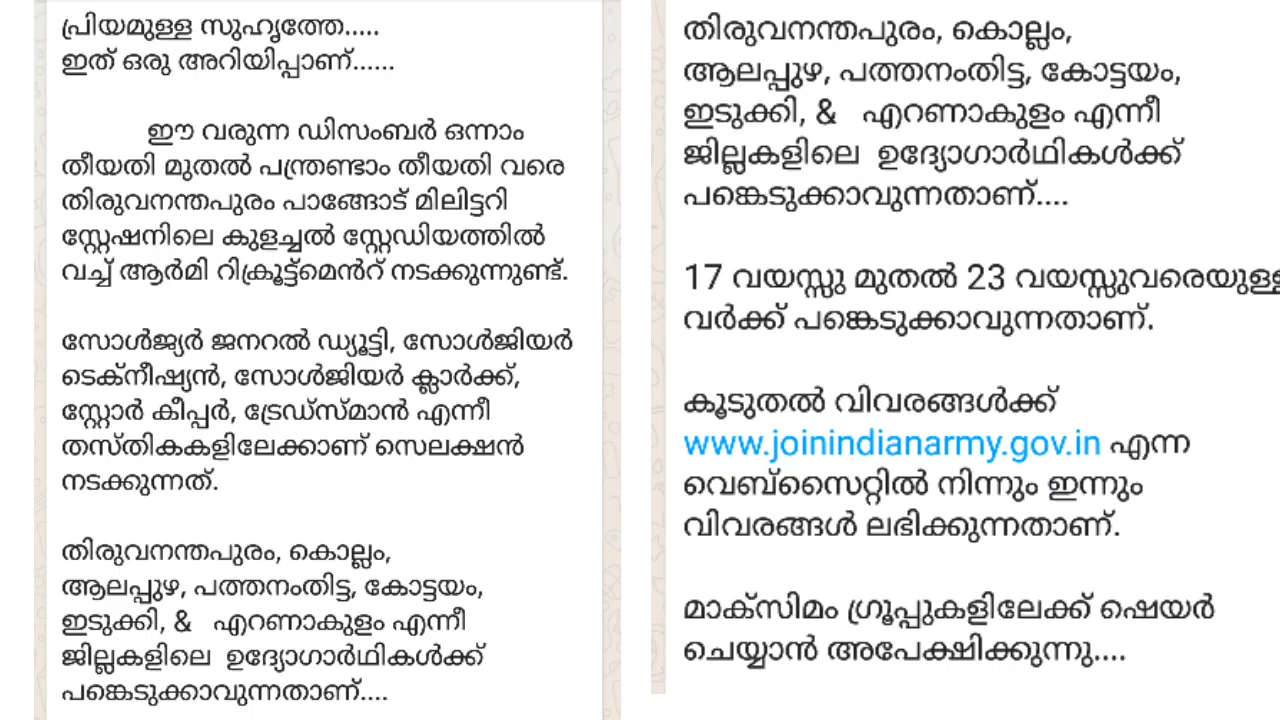 പ്രിയമുള്ള സുഹൃത്തേ.....
ഇത് ഒരു അറിയിപ്പാണ്......
ഈ വരുന്ന ഡിസംബർ ഒന്നാം
തീയതി മുതൽ പന്ത്രണ്ടാം തീയതി വരെ
തിരുവനന്തപുരം പാങ്ങോട് മിലിട്ടറി
സ്റ്റേഷനിലെ കുളച്ചൽ സ്റ്റേഡിയത്തിൽ
വച്ച് ആർമി റിക്രൂട്ട്മെൻറ് നടക്കുന്നുണ്ട്.
സോൾജ്യർ ജനറൽ ഡ്യൂട്ടി, സോൾജിയർ
ടെക്നീഷ്യൻ, സോൾജിയർ ക്ലാർക്ക്,
സ്റ്റോർ കീപ്പർ, ട്രേഡ്സ്മാൻ എന്നീ
തസ്തികകളിലേക്കാണ് സെലക്ഷൻ
നടക്കുന്നത്.
തിരുവനന്തപുരം, കൊല്ലം,
ആലപ്പുഴ, പത്തനംതിട്ട, കോട്ടയം,
ഇടുക്കി, & എറണാകുളം എന്നീ
ജില്ലകളിലെ ഉദ്യോഗാർഥികൾക്ക്
പങ്കെടുക്കാവുന്നതാണ്....
തിരുവനന്തപുരം, കൊല്ലം,
ആലപ്പുഴ, പത്തനംതിട്ട, കോട്ടയം,
ഇടുക്കി, & എറണാകുളം എന്നീ
ജില്ലകളിലെ ഉദ്യോഗാർഥികൾക്ക്
പങ്കെടുക്കാവുന്നതാണ്....
17 വയസ്സു മുതൽ 23 വയസ്സുവരെയുള്ള
വർക്ക് പങ്കെടുക്കാവുന്നതാണ്.
കൂടുതൽ വിവരങ്ങൾക്ക്
www.joinindianarmy.gov.in എന്ന
വെബ്സൈറ്റിൽ നിന്നും ഇന്നും
വിവരങ്ങൾ ലഭിക്കുന്നതാണ്.
മാക്സിമം ഗ്രൂപ്പുകളിലേക്ക് ഷെയർ
ചെയ്യാൻ അപേക്ഷിക്കുന്നു....